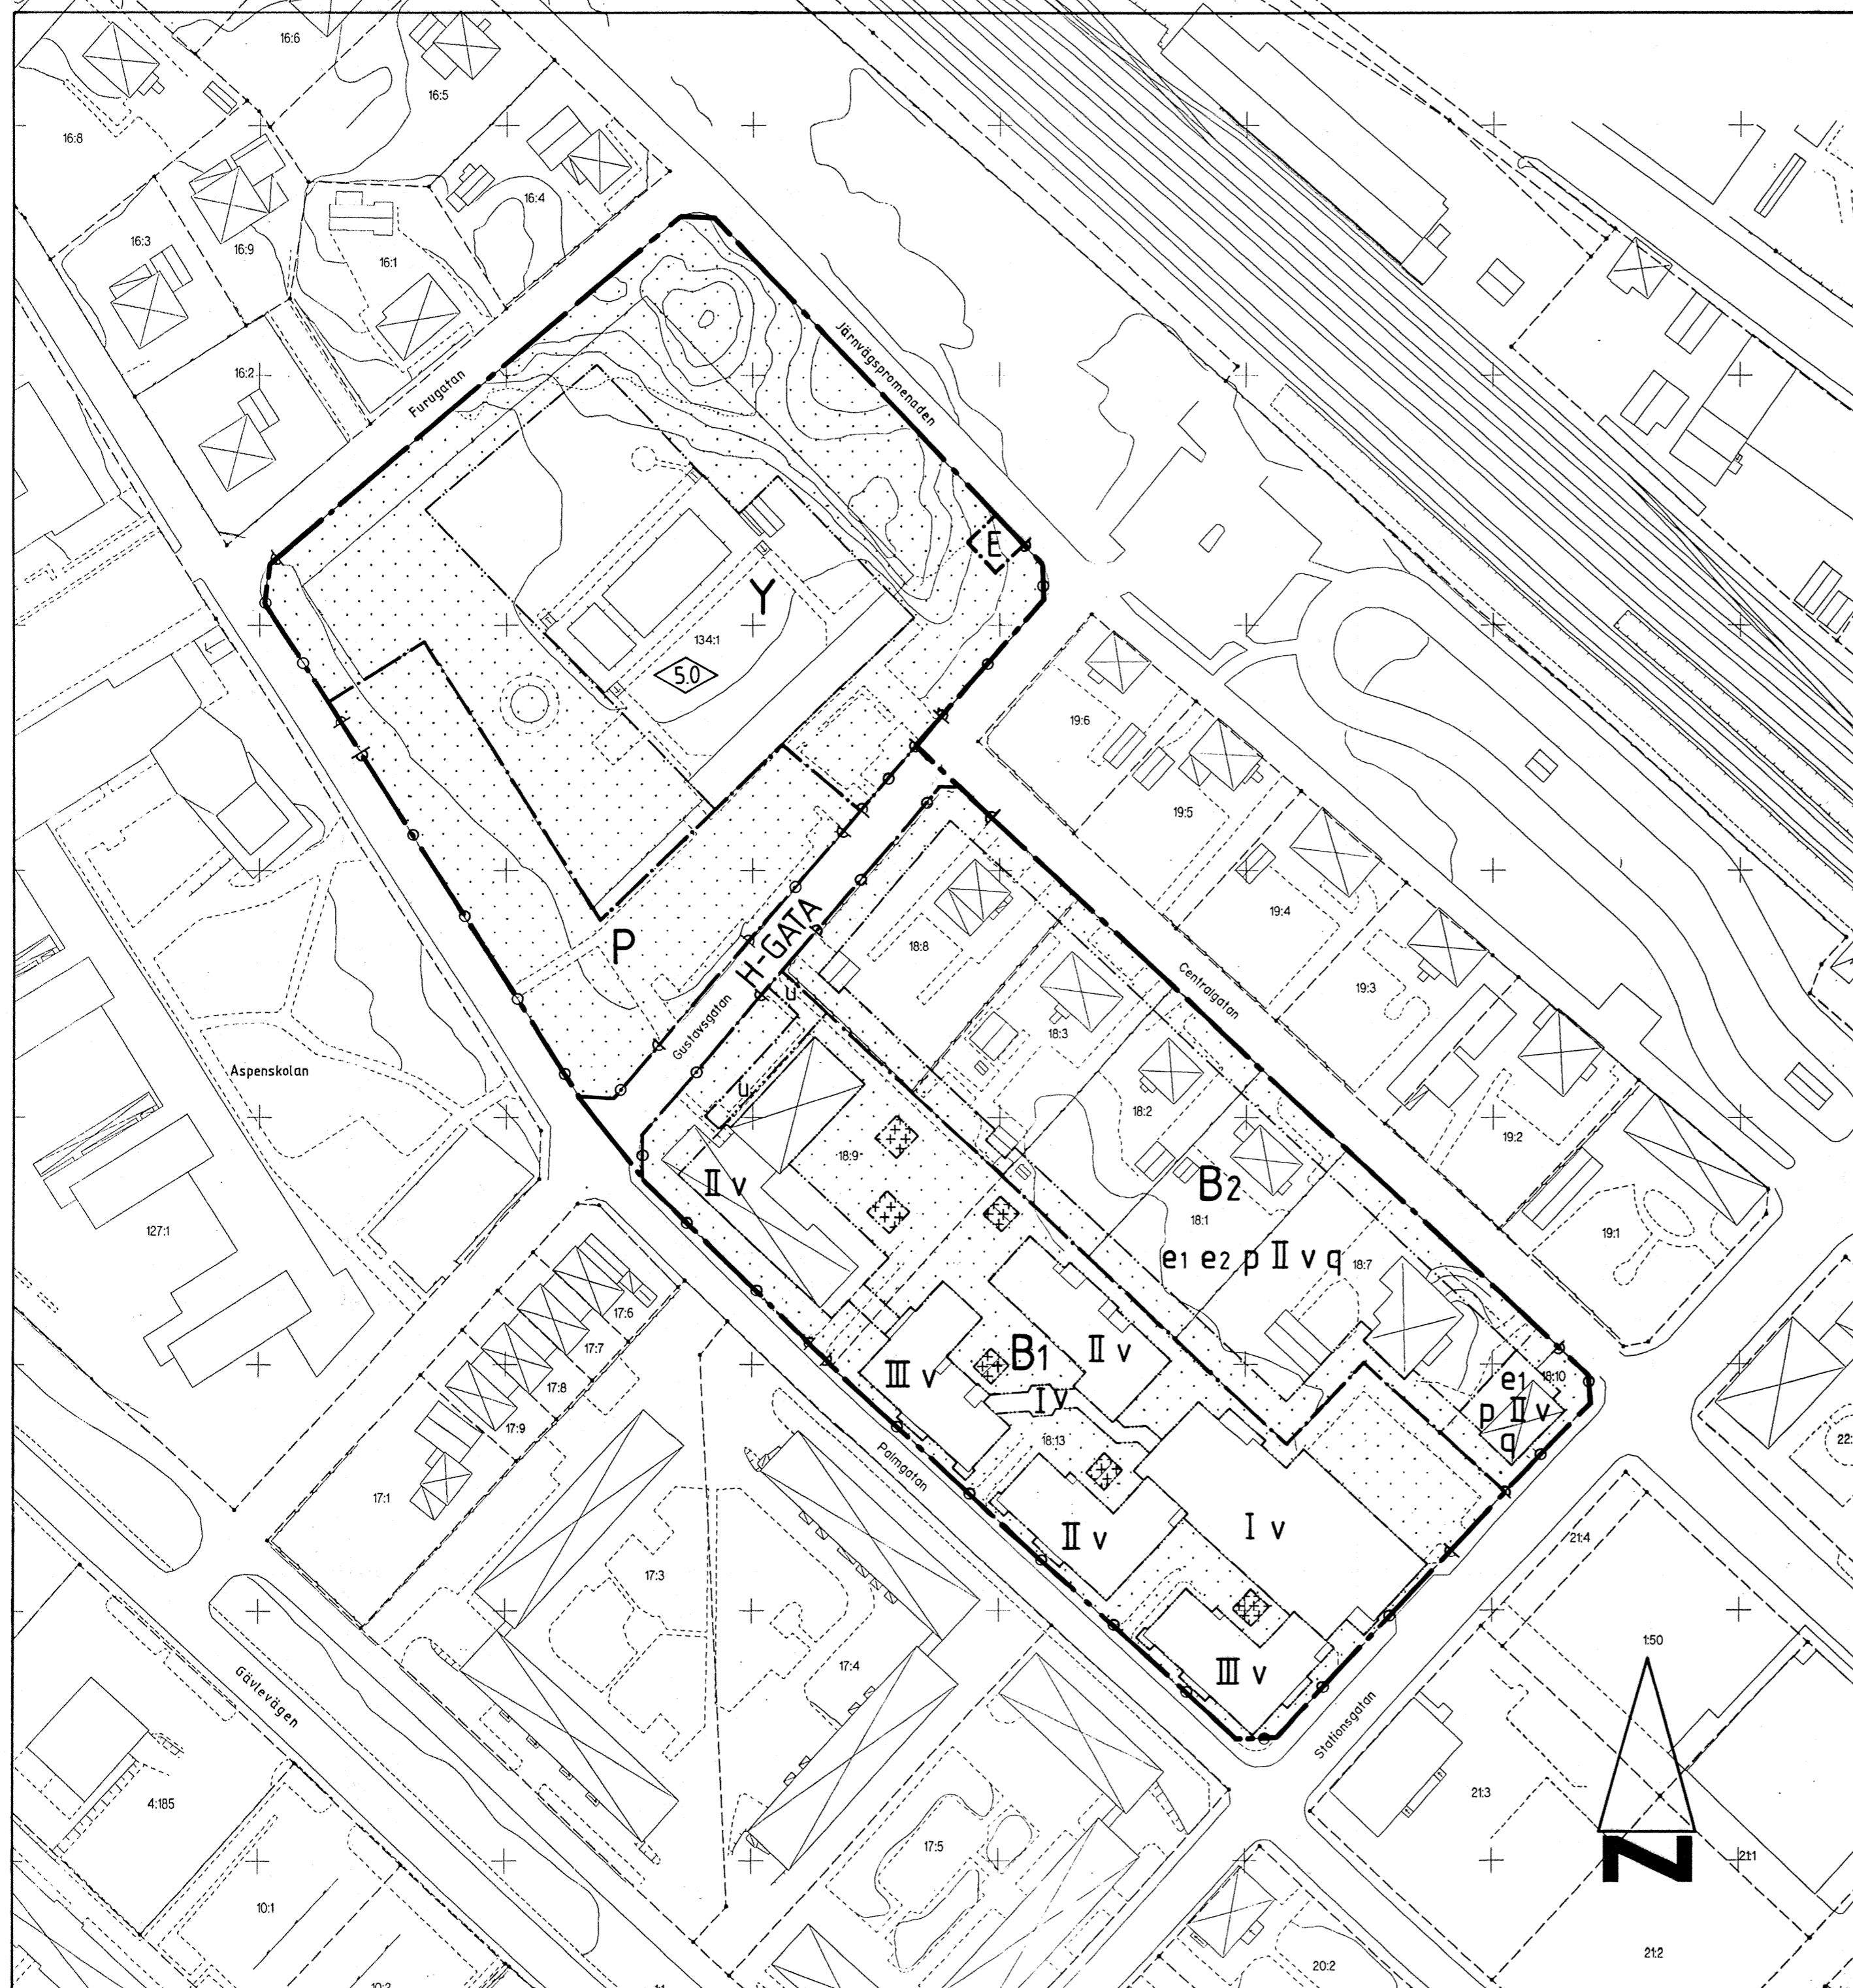 16:6
16:5
16:8
16:4
16:3
16:9
16:1
16:2
Furugatan
Järnvägspromenaden
E
Y
134:1
5.0
19:6
19:5
19:4
19:3
19:2
19:1
Centralgatan
18:8
H-GATA
P
Gustavsgatan
u
u
18:3
18:2
18:9
II v
B2
18:1
e1 e2 p II v q
18:7
Aspenskolan
127:1
17:6
17:7
17:8
17:9
17:1
B1
II v
III v
I v
18:13
e1
18:10
p II v
q
22:
Palmgatan
II v
I v
21:4
17:3
17:4
III v
Stationsgatan
1:50
Gävlevägen
4:185
17:5
21:3
N
21:1
10:1
20:2
21:2